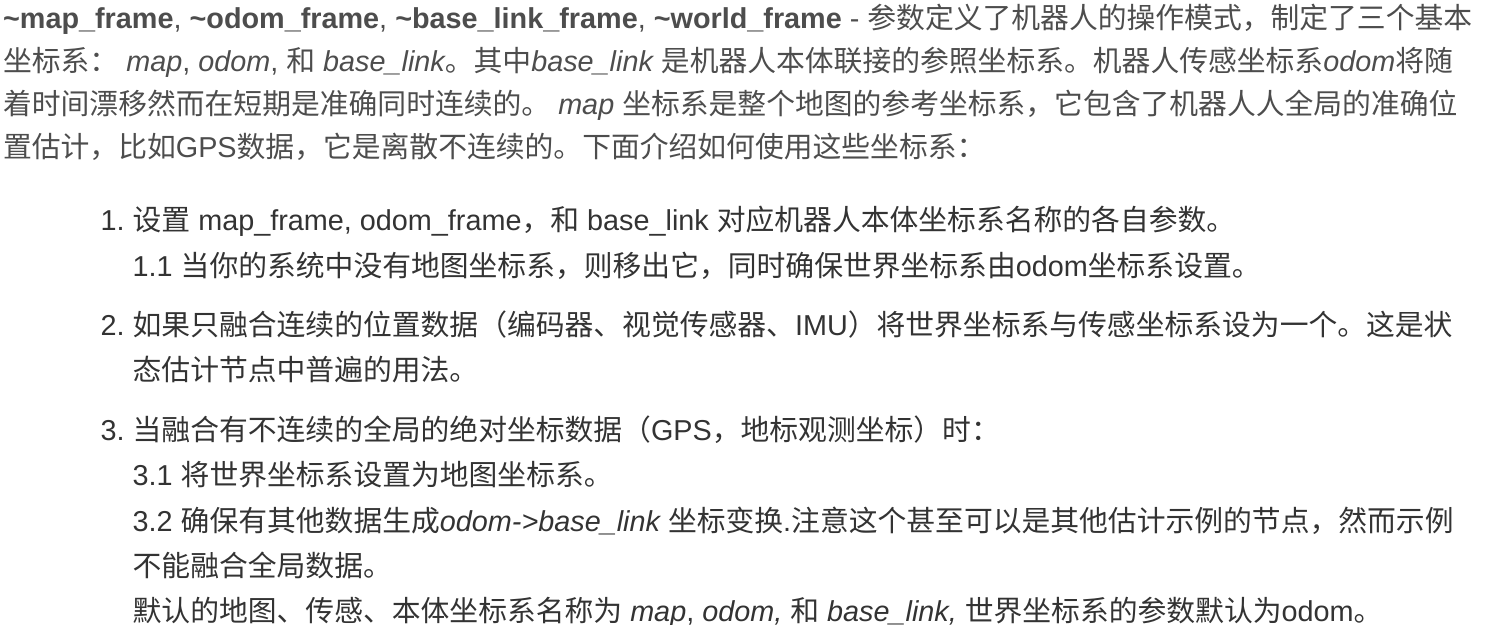 ~map_frame, ~odom_frame, ~base_link_frame, ~world_frame - 参数定义了机器人的操作模式，制定了三个基本
坐标系： map, odom, 和 base_link。其中base_link 是机器人本体联接的参照坐标系。机器人传感坐标系odom将随
着时间漂移然而在短期是准确同时连续的。 map 坐标系是整个地图的参考坐标系，它包含了机器人人全局的准确位
置估计，比如GPS数据，它是离散不连续的。下面介绍如何使用这些坐标系：
1. 设置 map_frame, odom_frame，和 base_link 对应机器人本体坐标系名称的各自参数。
1.1 当你的系统中没有地图坐标系，则移出它，同时确保世界坐标系由odom坐标系设置。
2. 如果只融合连续的位置数据（编码器、视觉传感器、IMU）将世界坐标系与传感坐标系设为一个。这是状
态估计节点中普遍的用法。
3. 当融合有不连续的全局的绝对坐标数据（GPS，地标观测坐标）时：
3.1 将世界坐标系设置为地图坐标系。
3.2 确保有其他数据生成odom->base_link 坐标变换.注意这个甚至可以是其他估计示例的节点，然而示例
不能融合全局数据。
默认的地图、传感、本体坐标系名称为 map, odom, 和 base_link, 世界坐标系的参数默认为odom。